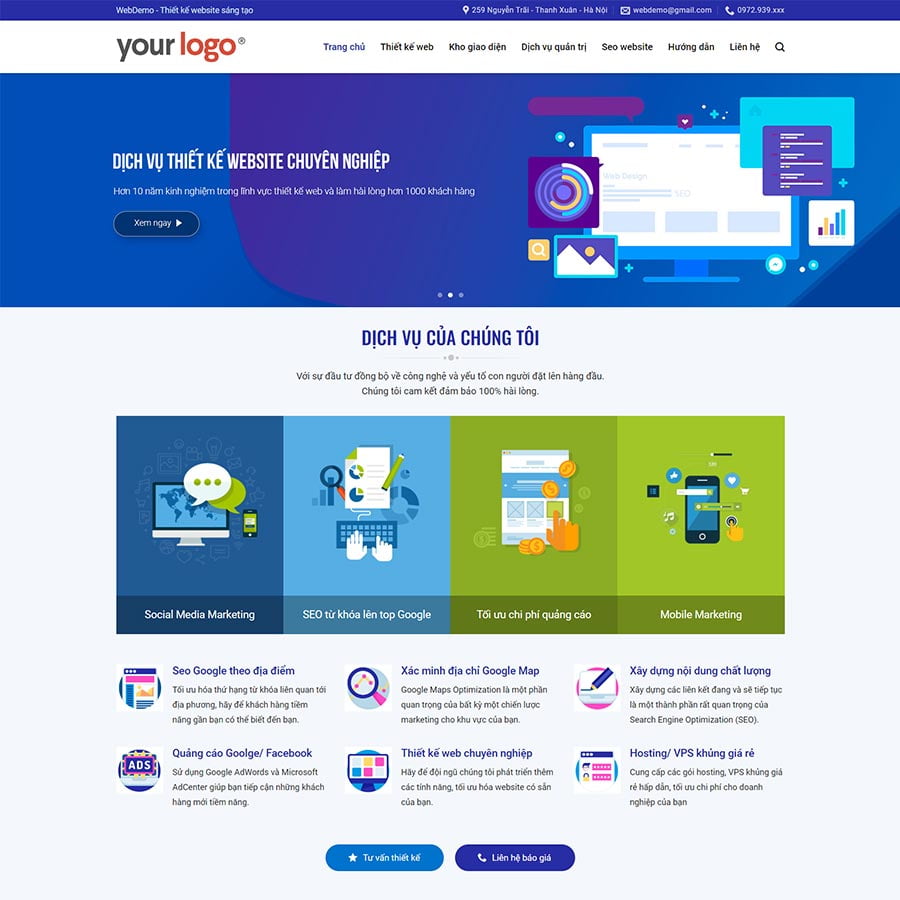 WebDemo - Thiết kế website sáng tạo
259 Nguyễn Trãi - Thanh Xuân - Hà Nội
webdemo@gmail.com
0972.939.xxx
your logo®
Trang chủ
Thiết kế web
Kho giao diện
Dịch vụ quản trị
Seo website
Hướng dẫn
Liên hệ
DỊCH VỤ THIẾT KẾ WEBSITE CHUYÊN NGHIỆP
Hơn 10 năm kinh nghiệm trong lĩnh vực thiết kế web và làm hài lòng hơn 1000 khách hàng
Xem ngay
Web Design
SEO
DỊCH VỤ CỦA CHÚNG TÔI
Với sự đầu tư đồng bộ về công nghệ và yếu tố con người đặt lên hàng đầu.
Chúng tôi cam kết đảm bảo 100% hài lòng.
Social Media Marketing
SEO từ khóa lên top Google
Tối ưu chi phí quảng cáo
Mobile Marketing
Seo Google theo địa điểm
Tối ưu hóa thứ hạng từ khóa liên quan tới
địa phương, hãy để khách hàng tiềm
năng gần bạn có thể biết đến bạn.
Xác minh địa chỉ Google Map
Google Maps Optimization là một phần
quan trọng của bất kỳ một chiến lược
marketing cho khu vực của bạn.
Xây dựng nội dung chất lượng
Xây dựng các liên kết đang và sẽ tiếp tục
là một thành phần rất quan trọng của
Search Engine Optimization (SEO).
ADS
Quảng cáo Goolge/ Facebook
Sử dụng Google AdWords và Microsoft
AdCenter giúp bạn tiếp cận những khách
hàng mới tiềm năng.
Thiết kế web chuyên nghiệp
Hãy để đội ngũ chúng tôi phát triển thêm
các tính năng, tối ưu hóa website có sẵn
của bạn.
Hosting/ VPS khủng giá rẻ
Cung cấp các gói hosting, VPS khủng giá
rẻ hấp dẫn, tối ưu chi phí cho doanh
nghiệp của bạn
Tư vấn thiết kế
Liên hệ báo giá